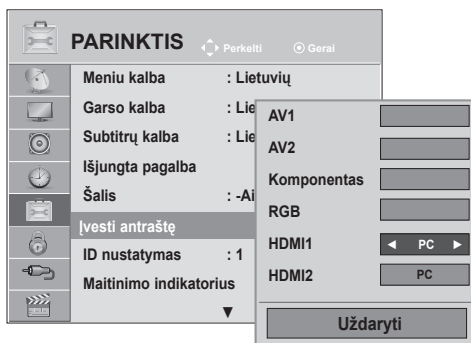 PARINKTIS Perkelti Gerai
Meniu kalba : Lietuvių
Garso kalba : Lie
Subtitrų kalba : Lie
Išjungta pagalba
Šalis : -Ai
Įvesti antraštę
ID nustatymas : 1
Maitinimo indikatorius
AV1
AV2
Komponentas
RGB
HDMI1 ◄ PC ►
HDMI2 PC
Uždaryti